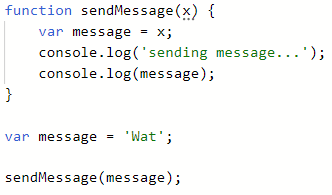 function sendMessage(x) {
    var message = x;
    console.log('sending message...');
    console.log(message);
}

var message = 'Wat';

sendMessage(message);